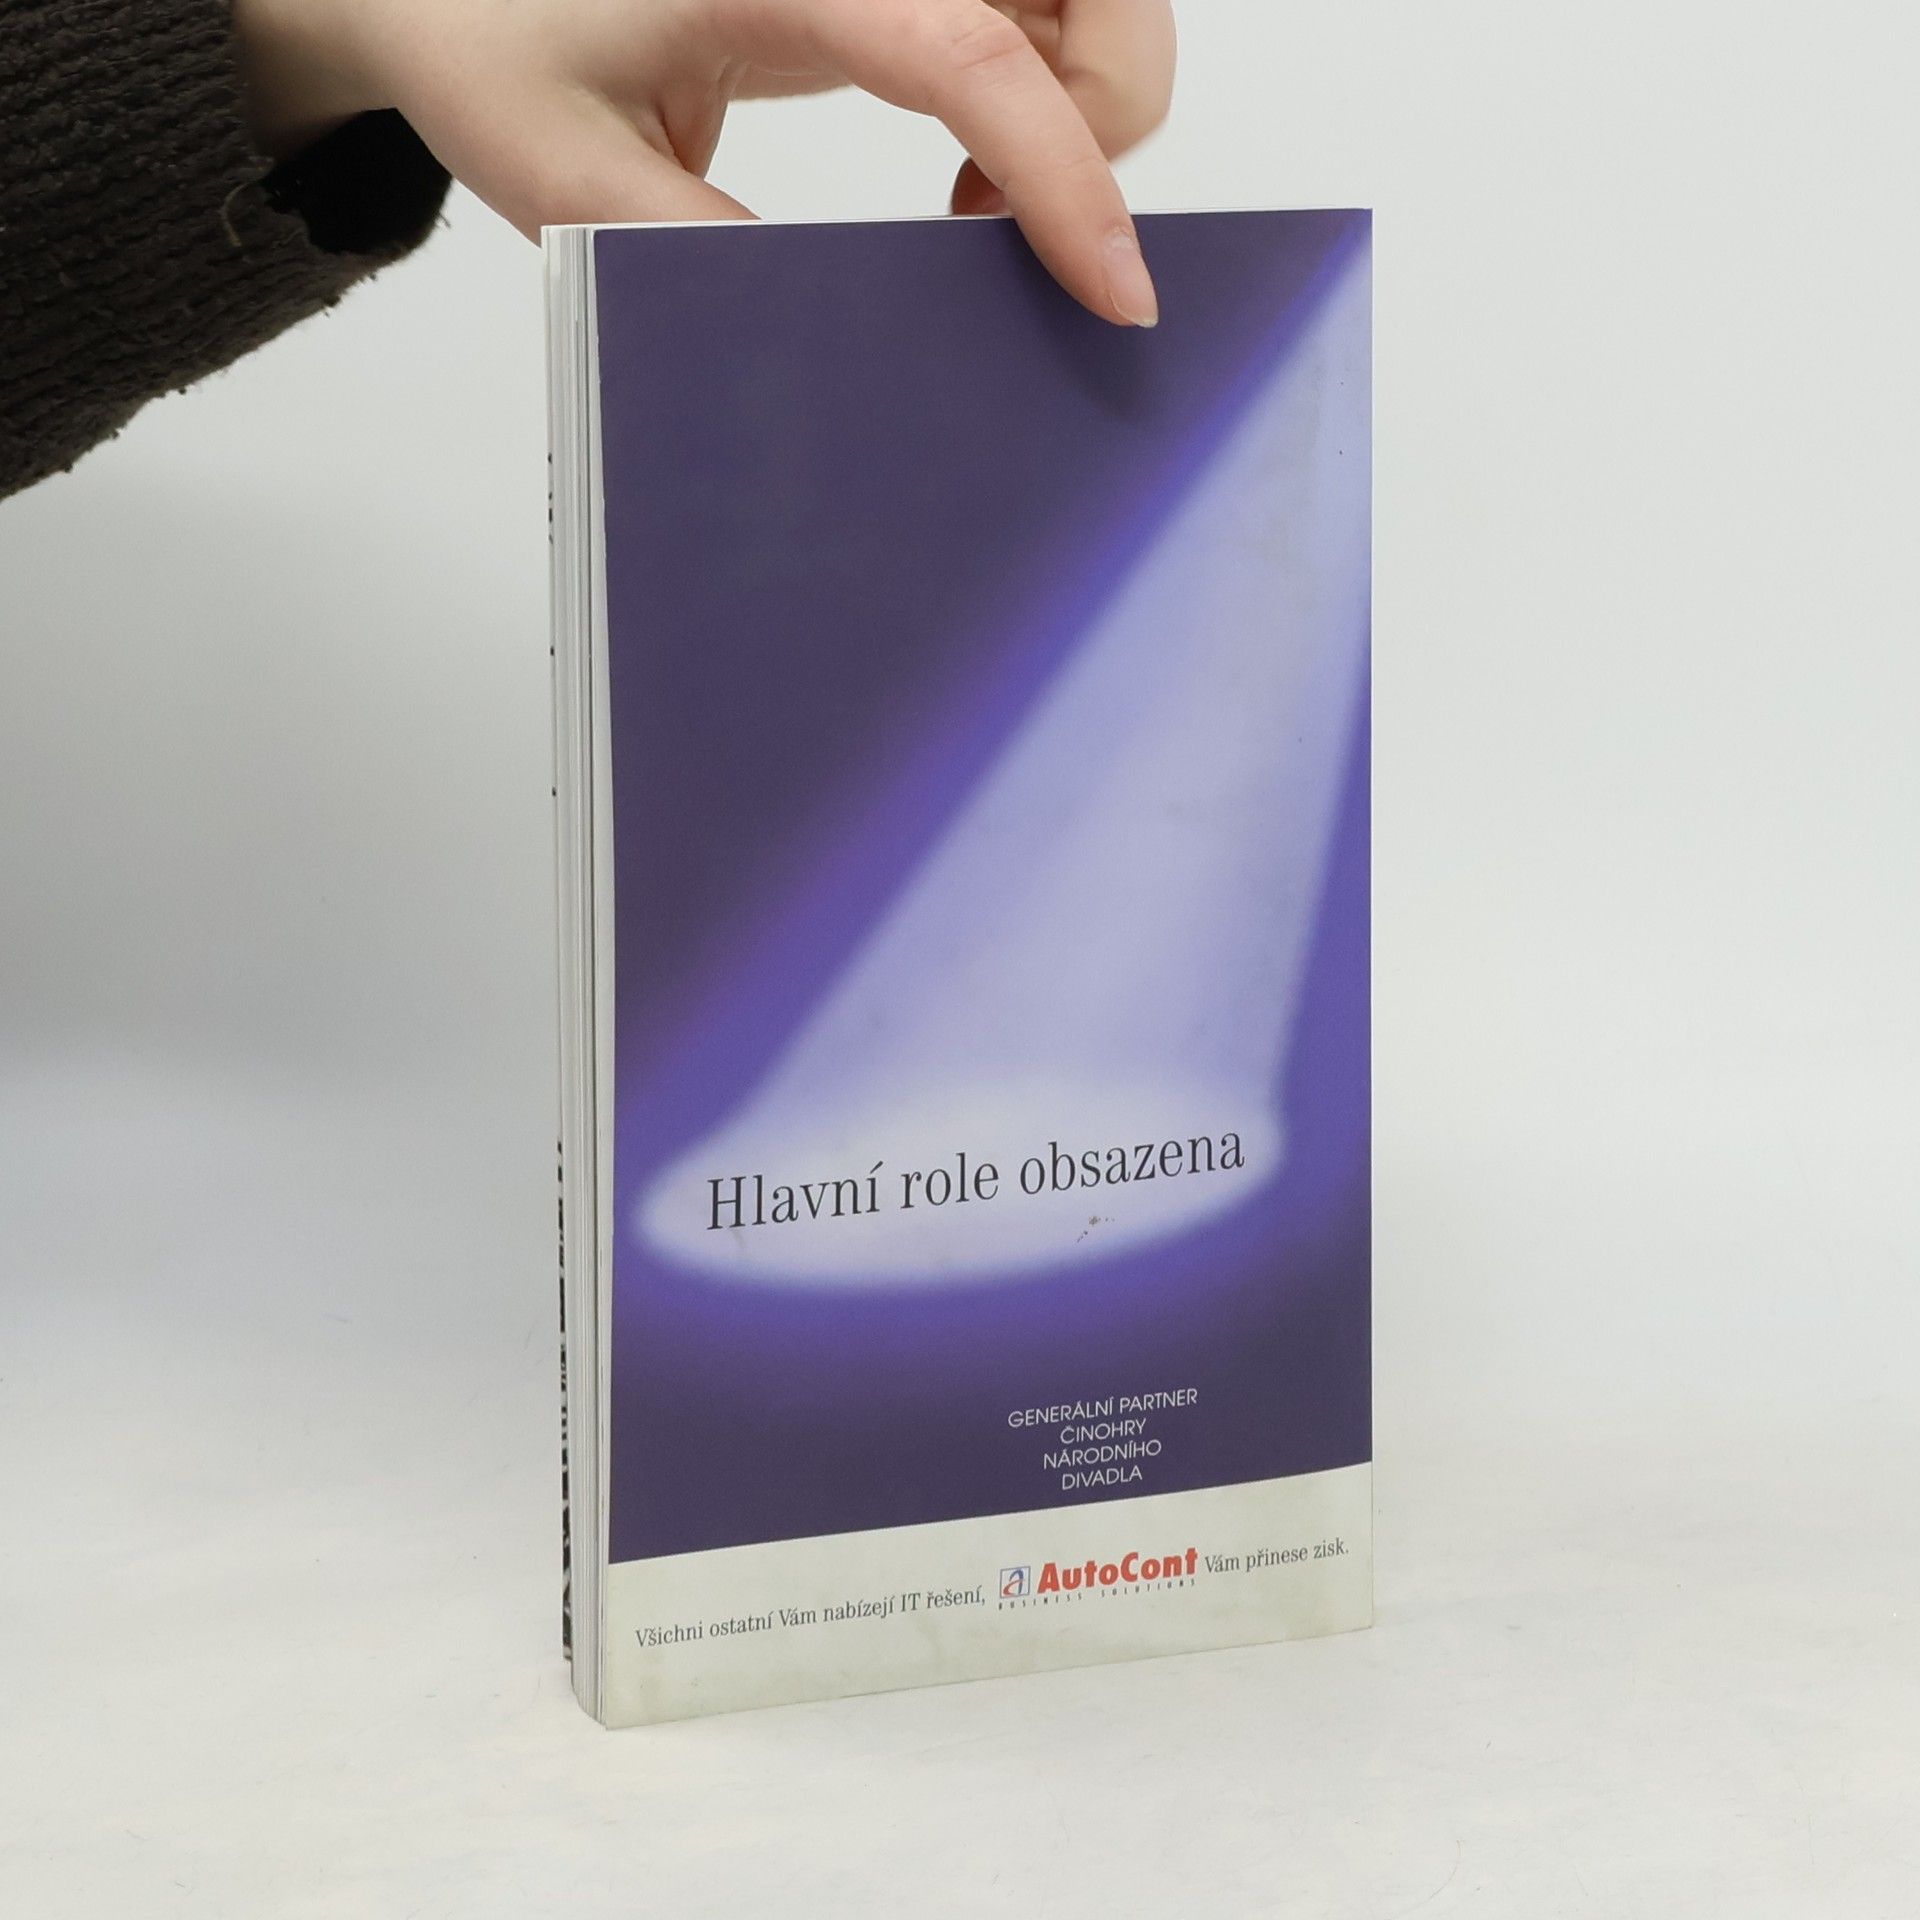 Hlavní role obsazena
GENERÁLNÍ PARTNER
ČINOHRY
NÁRODNÍHO
DIVADLA
Všichni ostatní Vám nabízejí IT řešení, a AutoCont Vám přinese zisk.
BUSINESS SOLUTIONS